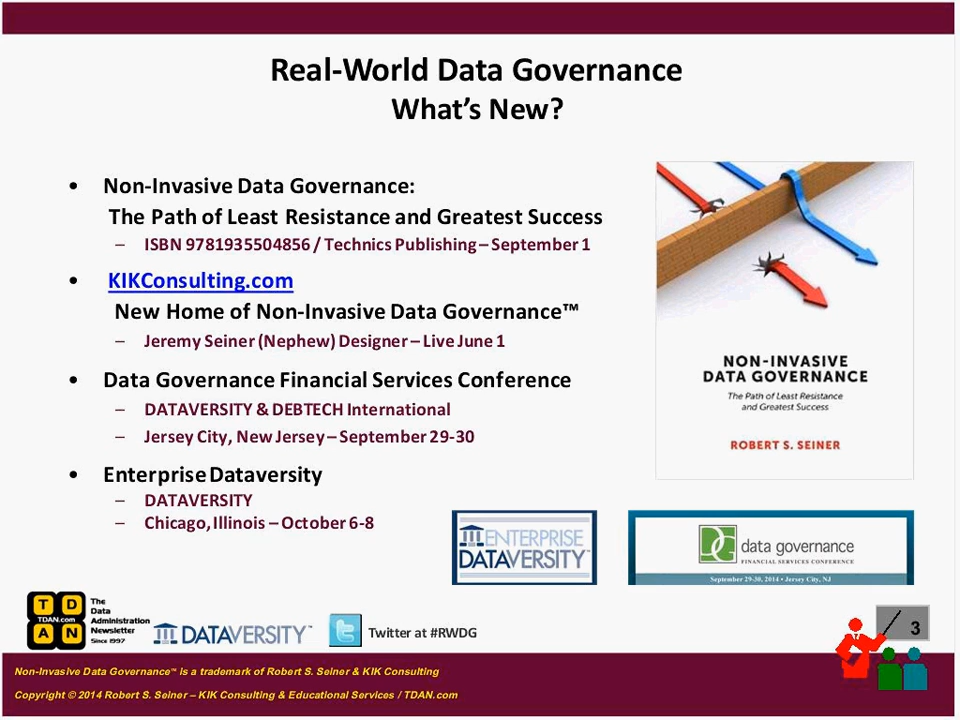 Real-World Data Governance
What's New?
• Non-Invasive Data Governance:
The Path of Least Resistance and Greatest Success
– ISBN 9781935504856 / Technics Publishing – September 1
• KIKConsulting.com
New Home of Non-Invasive Data Governance™
– Jeremy Seiner (Nephew) Designer – Live June 1
• Data Governance Financial Services Conference
– DATAVERSITY & DEBTECH International
– Jersey City, New Jersey – September 29-30
• Enterprise Dataversity
– DATAVERSITY
– Chicago, Illinois – October 6-8
NON-INVASIVE
DATA GOVERNANCE
The Path of Least Resistance
and Greatest Success
ROBERT S. SEINER
ENTERPRISE
DATAVERSITY™
DG data governance
FINANCIAL SERVICES CONFERENCE
September 29-30, 2014 • Jersey City, NJ
T D
TDAN.com
A N
The
Data
Administration
Newsletter
Since 1997
DATAVERSITY™
Twitter at #RWDG
3
Non-Invasive Data Governance™ is a trademark of Robert S. Seiner & KIK Consulting
Copyright © 2014 Robert S. Seiner – KIK Consulting & Educational Services / TDAN.com